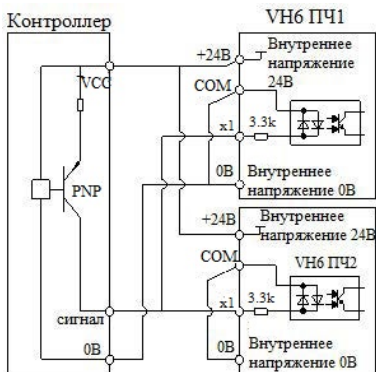 Контроллер
VCC
PNP
сигнал
0В
VH6 ПЧ1
+24В
Внутреннее
напряжение
24В
COM
x1
3.3k
0В
Внутреннее
напряжение 0В
+24В
Внутреннее
напряжение 24В
COM
VH6 ПЧ2
x1
3.3k
0В
Внутреннее
напряжение 0В